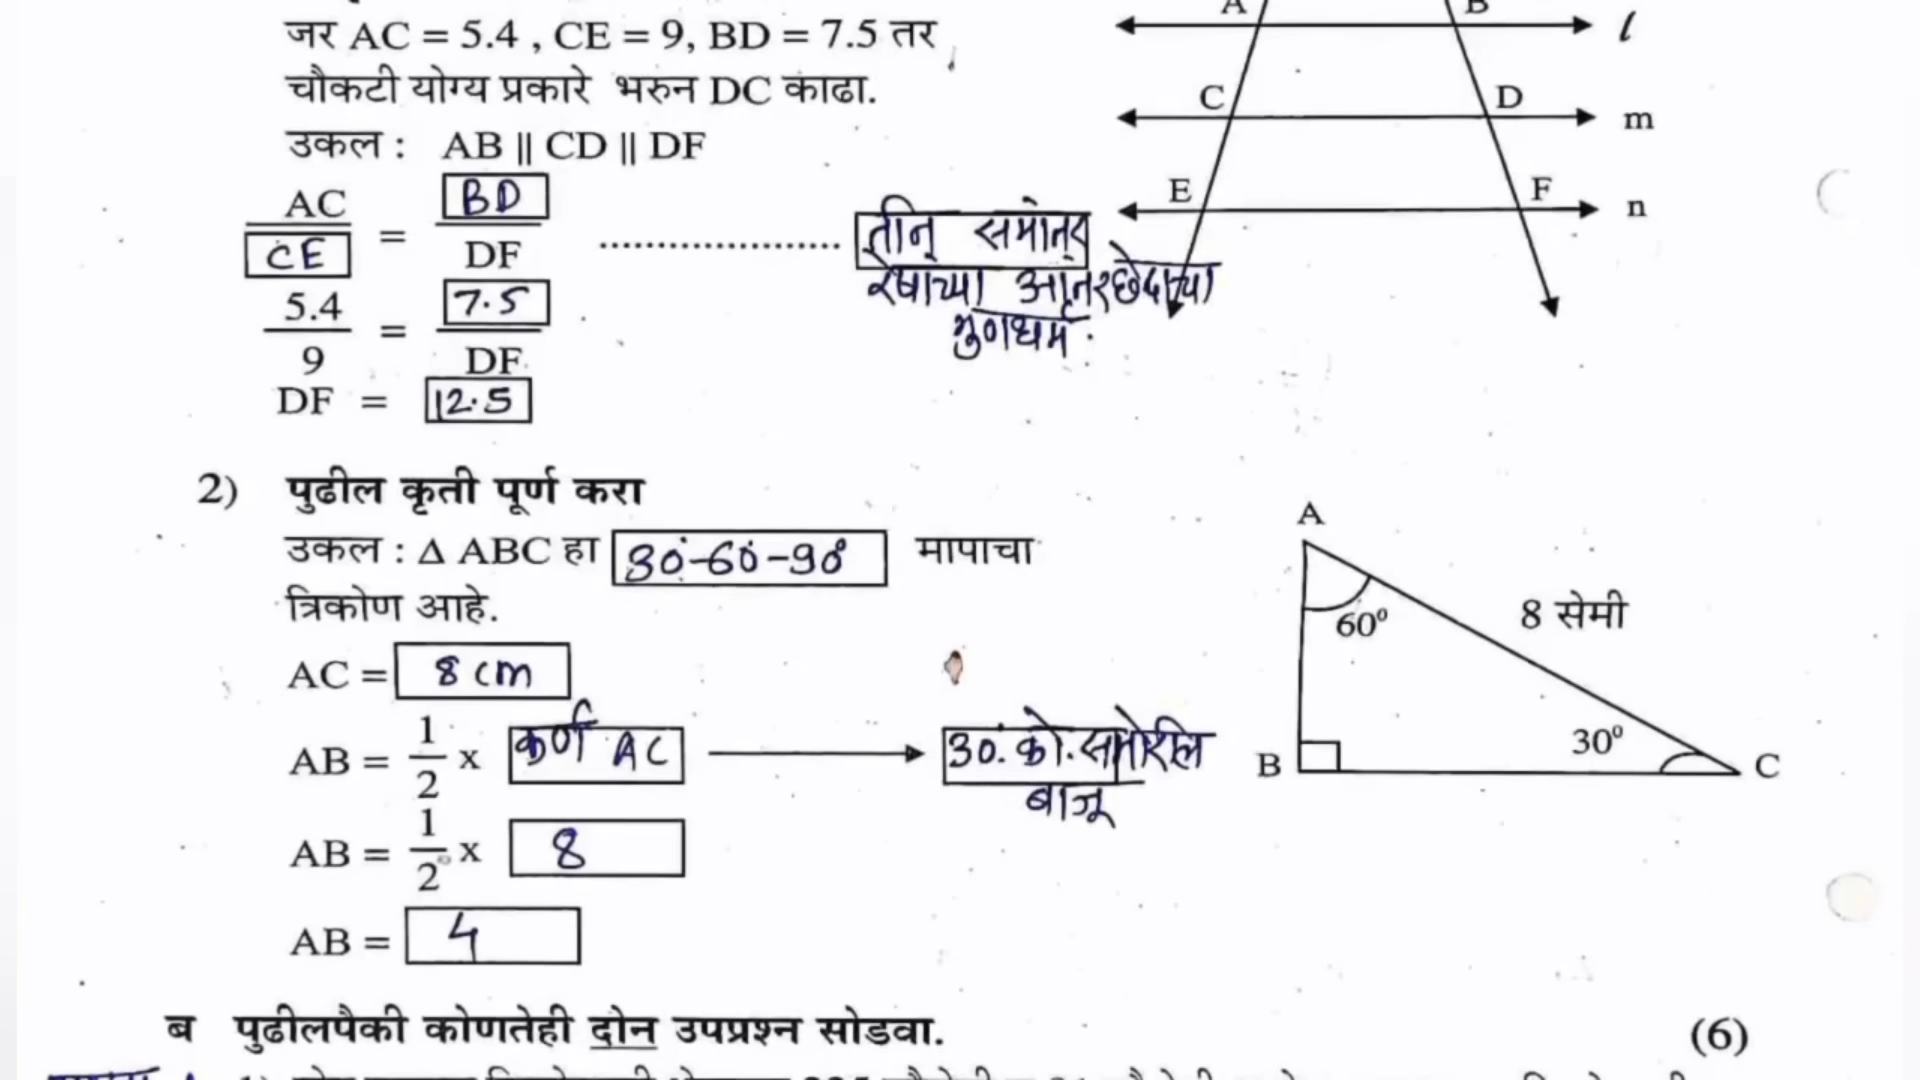 जर AC = 5.4 , CE = 9, BD = 7.5 तर
चौकटी योग्य प्रकारे भरुन DC काढा.
उकल : AB || CD || DF
AC / CE = BD / DF .................... तीन समांतर
रेषाच्या आंतरछेदाच्या
गुणधर्म.
5.4 / 9 = 7.5 / DF
DF = 12.5
A B l
C D m
E F n
2) पुढील कृती पूर्ण करा
उकल : Δ ABC हा 30°-60°-90° मापाचा
त्रिकोण आहे.
AC = 8 cm
AB = 1/2 x कर्ण AC → 30° को. समोरील
बाजू
AB = 1/2 x 8
AB = 4
A
60⁰
8 सेमी
30⁰
B C
ब पुढीलपैकी कोणतेही दोन उपप्रश्न सोडवा. (6)